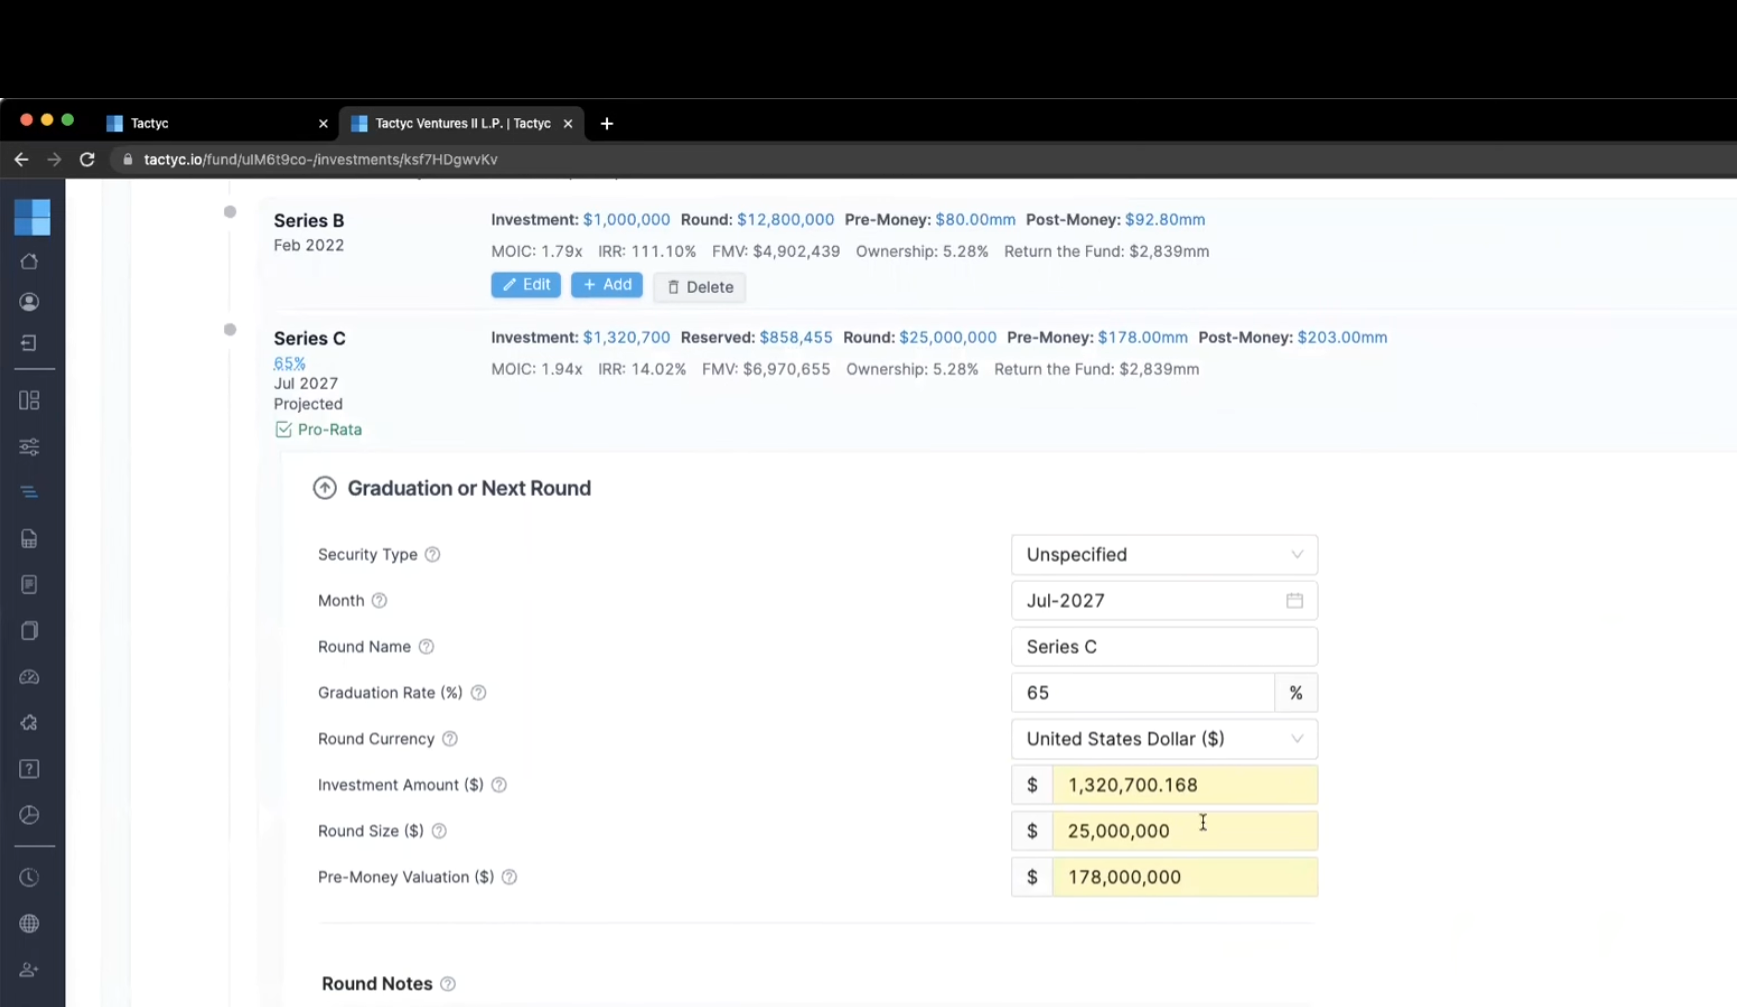 Tactyc
Tactyc Ventures II L.P. | Tactyc
tactyc.io/fund/ulM6t9co-/investments/ksf7HDgwvKv
Series B
Feb 2022
Investment: $1,000,000 Round: $12,800,000 Pre-Money: $80.00mm Post-Money: $92.80mm
MOIC: 1.79x IRR: 111.10% FMV: $4,902,439 Ownership: 5.28% Return the Fund: $2,839mm
Edit + Add Delete
Series C
65%
Jul 2027
Projected
Pro-Rata
Investment: $1,320,700 Reserved: $858,455 Round: $25,000,000 Pre-Money: $178.00mm Post-Money: $203.00mm
MOIC: 1.94x IRR: 14.02% FMV: $6,970,655 Ownership: 5.28% Return the Fund: $2,839mm
Graduation or Next Round
Security Type Unspecified
Month Jul-2027
Round Name Series C
Graduation Rate (%) 65 %
Round Currency United States Dollar ($)
Investment Amount ($) $ 1,320,700.168
Round Size ($) $ 25,000,000
Pre-Money Valuation ($) $ 178,000,000
Round Notes